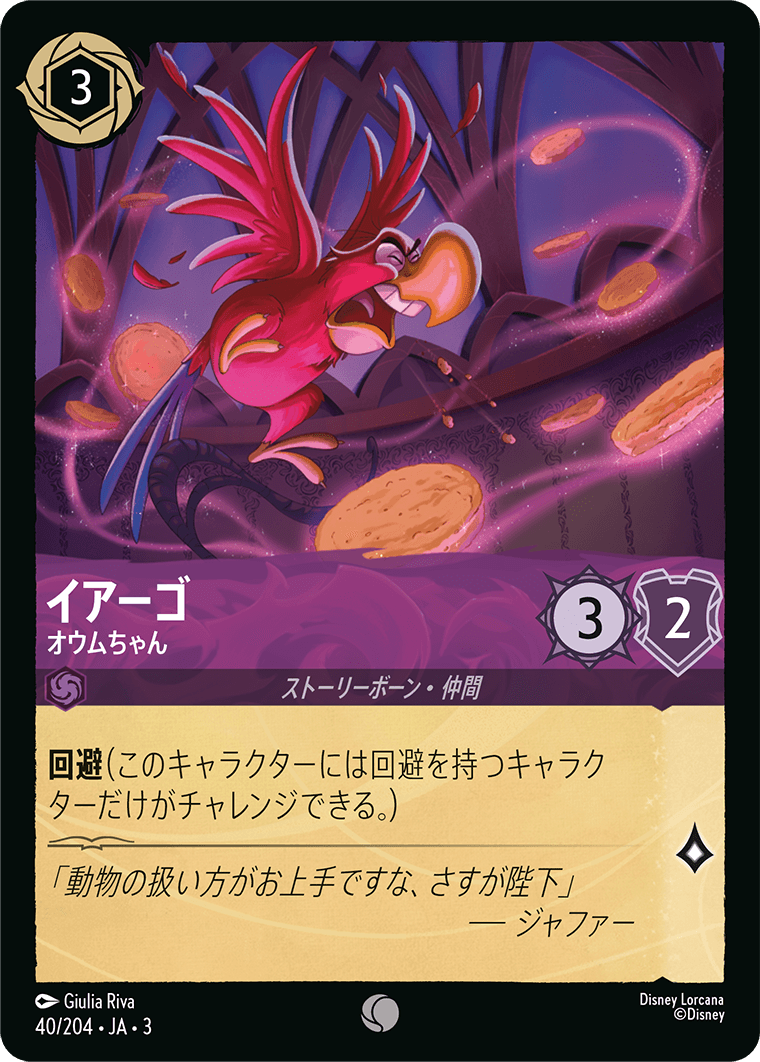 3
イアーゴ
オウムちゃん
3
2
ストーリーボーン・仲間
回避(このキャラクターには回避を持つキャラク
ターだけがチャレンジできる。)
「動物の扱い方がお上手ですな、さすが陛下」
── ジャファー
Giulia Riva
40/204・JA・3
Disney Lorcana
©Disney